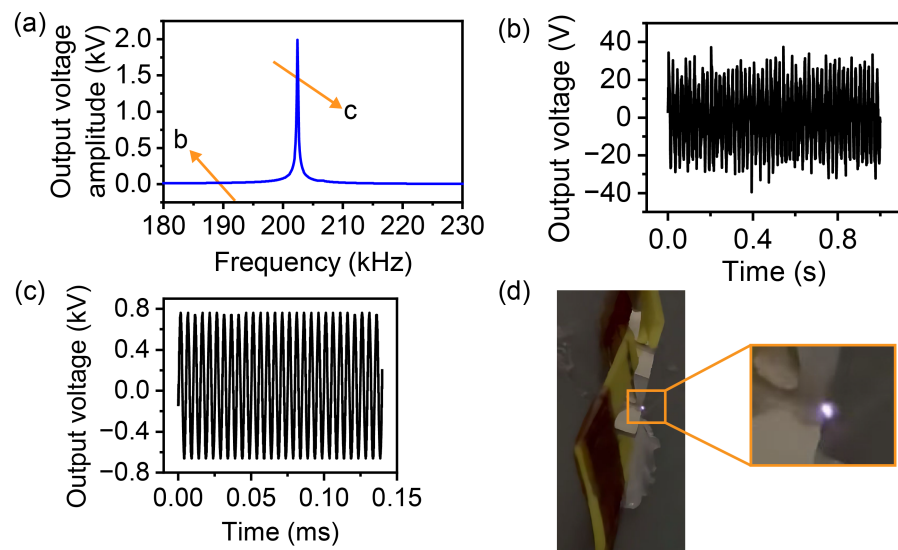 (a)
Output voltage
amplitude (kV)
2.0
1.5
1.0
0.5
0.0
b
c
180 190 200 210 220 230
Frequency (kHz)
(b)
Output voltage (V)
40
20
0
−20
−40
0.0 0.4 0.8
Time (s)
(c)
Output voltage (kV)
0.8
0.4
0.0
−0.4
−0.8
0.00 0.05 0.10 0.15
Time (ms)
(d)